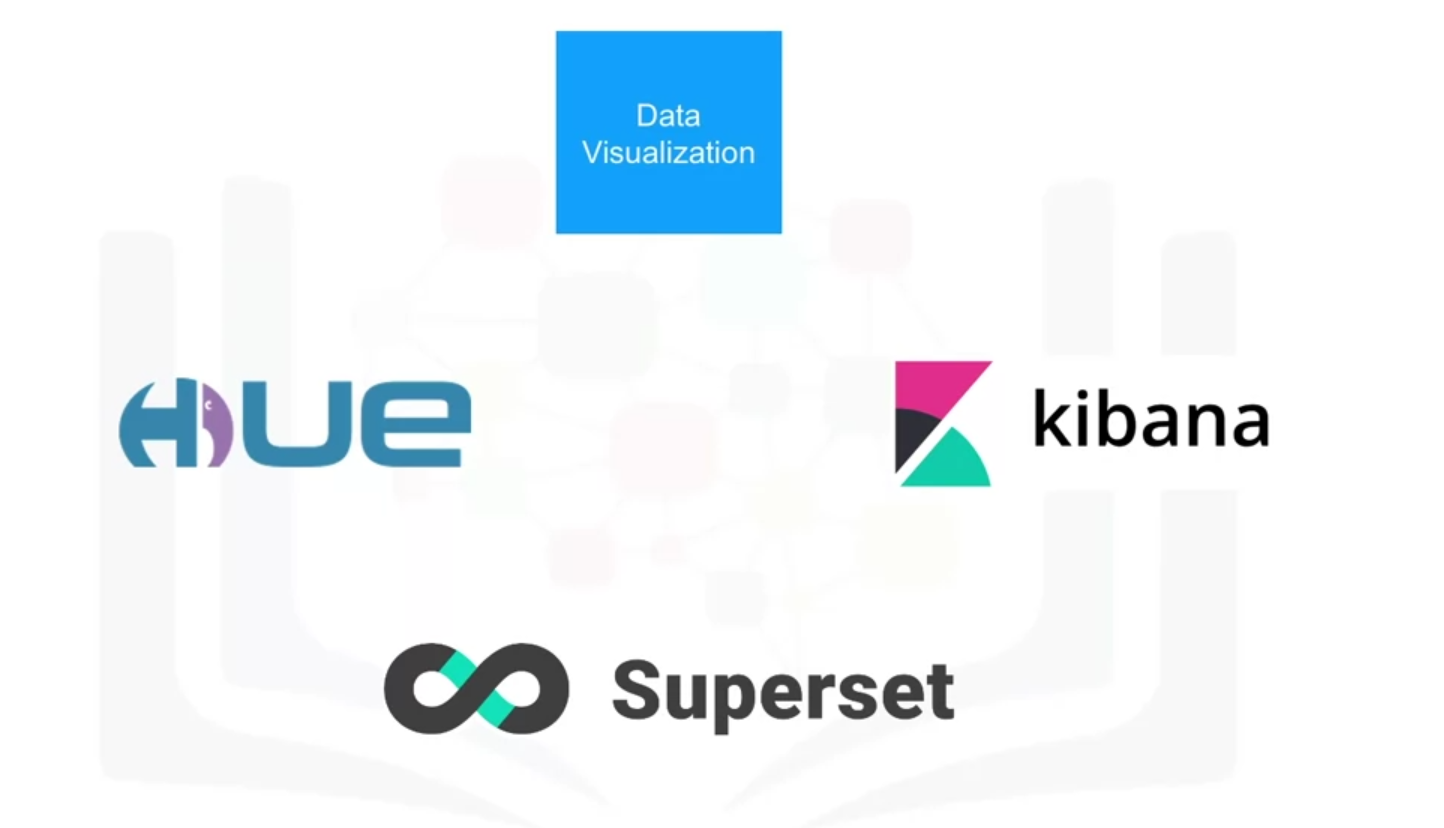 Data
Visualization
HUE
kibana
Superset